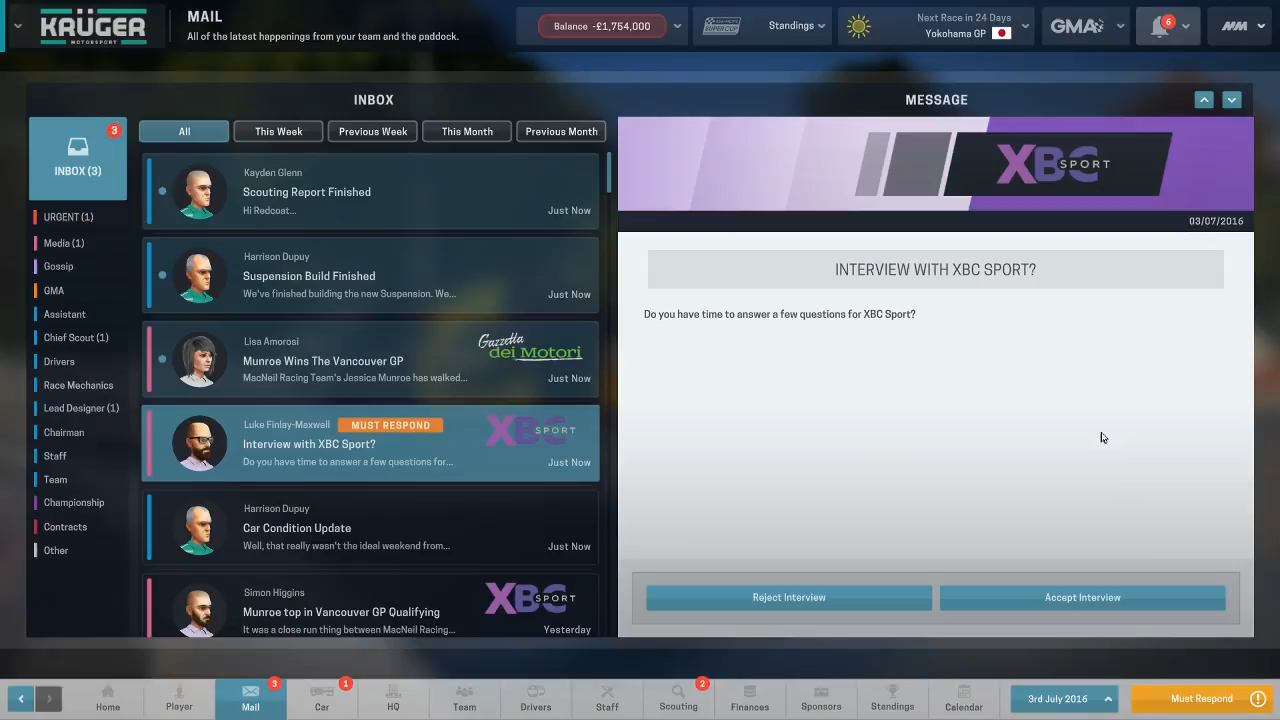 KRÜGER
MOTORSPORT
MAIL
All of the latest happenings from your team and the paddock.
Balance -£1,754,000
Standings
Next Race in 24 Days
Yokohama GP
GMA
6
INBOX
MESSAGE
3
INBOX (3)
All
This Week
Previous Week
This Month
Previous Month
URGENT (1)
Media (1)
Gossip
GMA
Assistant
Chief Scout (1)
Drivers
Race Mechanics
Lead Designer (1)
Chairman
Staff
Team
Championship
Contracts
Other
Kayden Glenn
Scouting Report Finished
Hi Redcoat...
Just Now
Harrison Dupuy
Suspension Build Finished
We've finished building the new Suspension. We...
Just Now
Lisa Amorosi
Gazzetta
dei Motori
Munroe Wins The Vancouver GP
MacNeil Racing Team's Jessica Munroe has walked...
Just Now
Luke Finlay-Maxwell
MUST RESPOND
XBC SPORT
Interview with XBC Sport?
Do you have time to answer a few questions for...
Just Now
Harrison Dupuy
Car Condition Update
Well, that really wasn't the ideal weekend from...
Just Now
Simon Higgins
XBC SPORT
Munroe top in Vancouver GP Qualifying
It was a close run thing between MacNeil Racing...
Yesterday
XBC SPORT
03/07/2016
INTERVIEW WITH XBC SPORT?
Do you have time to answer a few questions for XBC Sport?
Reject Interview
Accept Interview
Home
Player
3
Mail
1
Car
HQ
Team
Drivers
Staff
2
Scouting
Finances
Sponsors
Standings
Calendar
3rd July 2016
Must Respond